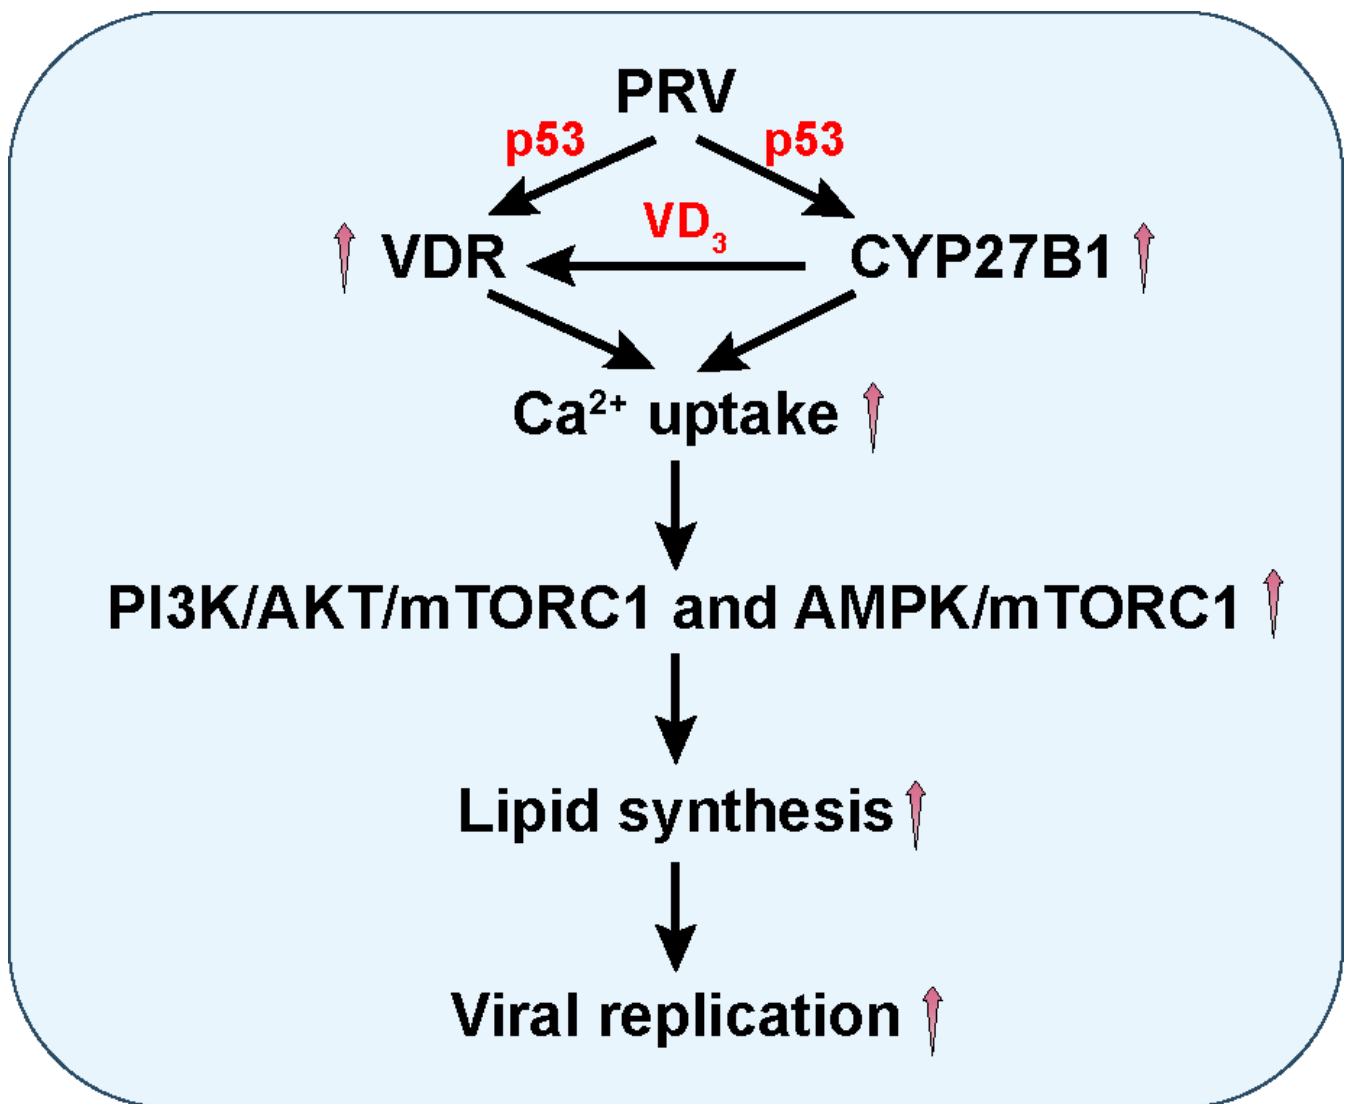 PRV
p53 p53
VD₃
VDR CYP27B1
Ca²⁺ uptake
PI3K/AKT/mTORC1 and AMPK/mTORC1
Lipid synthesis
Viral replication